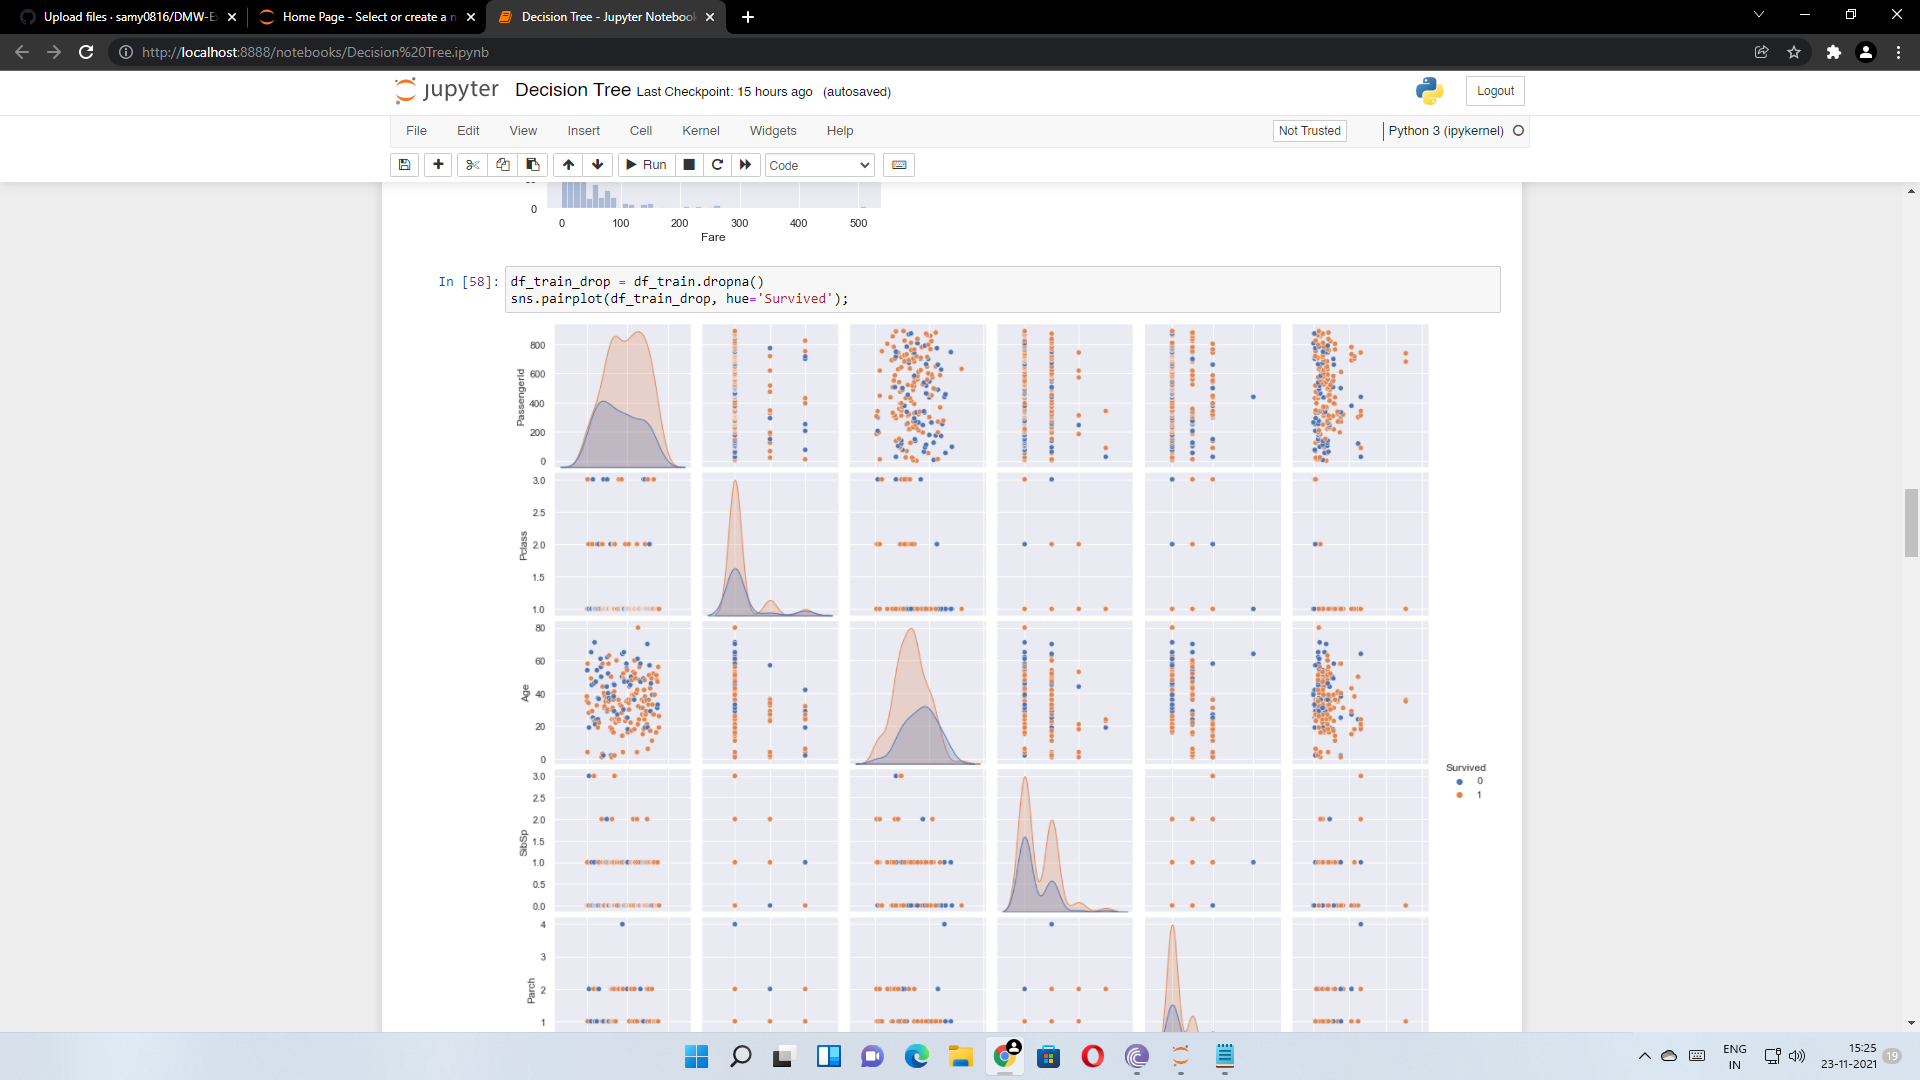 Upload files · samy0816/DMW-E
Home Page - Select or create a n
Decision Tree - Jupyter Notebook
http://localhost:8888/notebooks/Decision%20Tree.ipynb
jupyter Decision Tree Last Checkpoint: 15 hours ago (autosaved)
Logout
File Edit View Insert Cell Kernel Widgets Help
Not Trusted
Python 3 (ipykernel)
Run
Code
0
0 100 200 300 400 500
Fare
In [58]: df_train_drop = df_train.dropna()
sns.pairplot(df_train_drop, hue='Survived');
800
600
400
200
0
PassengerId
3.0
2.5
2.0
1.5
1.0
Pclass
80
60
40
20
0
Age
Survived
0
1
3.0
2.5
2.0
1.5
1.0
0.5
0.0
SibSp
4
3
2
1
Parch
ENG
IN
15:25
23-11-2021
19